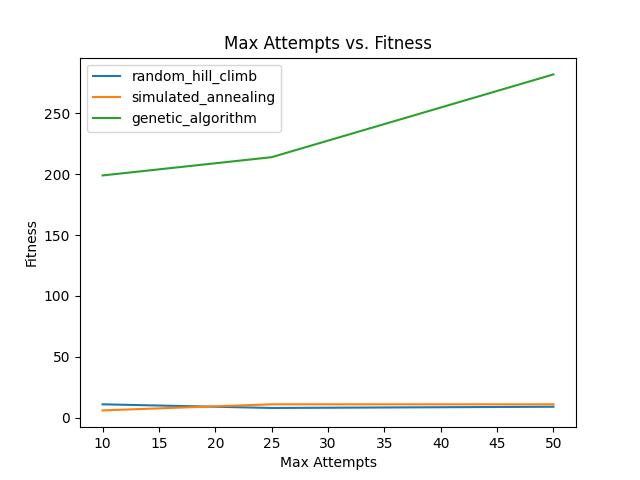 Max Attempts vs. Fitness
random_hill_climb
simulated_annealing
genetic_algorithm
Fitness
250
200
150
100
50
0
10 15 20 25 30 35 40 45 50
Max Attempts